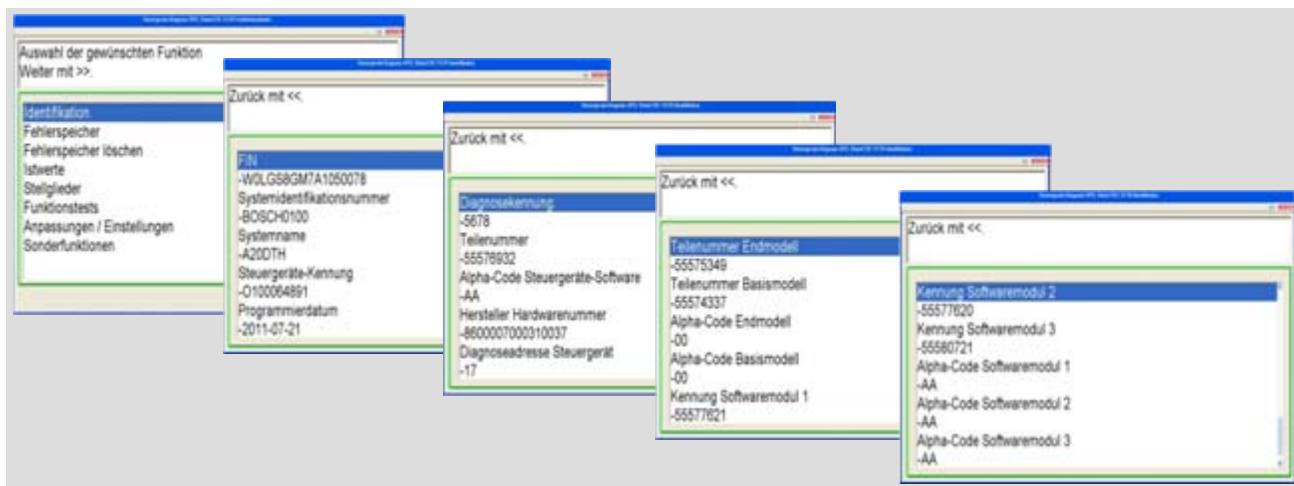 Auswahl der gewünschten Funktion
Weiter mit >>.
Identifikation
Fehlerspeicher
Fehlerspeicher löschen
Istwerte
Stellglieder
Funktionstests
Anpassungen / Einstellungen
Sonderfunktionen
Zurück mit <<.
FIN
-W0LGS8GM7A1050078
Systemidentifikationsnummer
-BOSCH0100
Systemname
-A20DTH
Steuergeräte-Kennung
-O100064891
Programmierdatum
-2011-07-21
Zurück mit <<.
Diagnosekennung
-5678
Teilenummer
-55576932
Alpha-Code Steuergeräte-Software
-AA
Hersteller Hardwarenummer
-8600007000310037
Diagnoseadresse Steuergerät
-17
Zurück mit <<.
Teilenummer Endmodell
-55575349
Teilenummer Basismodell
-55574337
Alpha-Code Endmodell
-00
Alpha-Code Basismodell
-00
Kennung Softwaremodul 1
-55577621
Zurück mit <<.
Kennung Softwaremodul 2
-55577620
Kennung Softwaremodul 3
-55580721
Alpha-Code Softwaremodul 1
-AA
Alpha-Code Softwaremodul 2
-AA
Alpha-Code Softwaremodul 3
-AA